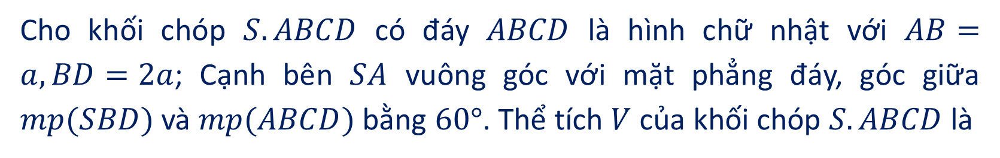 Cho khối chóp S.ABCD có đáy ABCD là hình chữ nhật với AB =
a, BD = 2a; Cạnh bên SA vuông góc với mặt phẳng đáy, góc giữa
mp(SBD) và mp(ABCD) bằng 60°. Thể tích V của khối chóp S.ABCD là